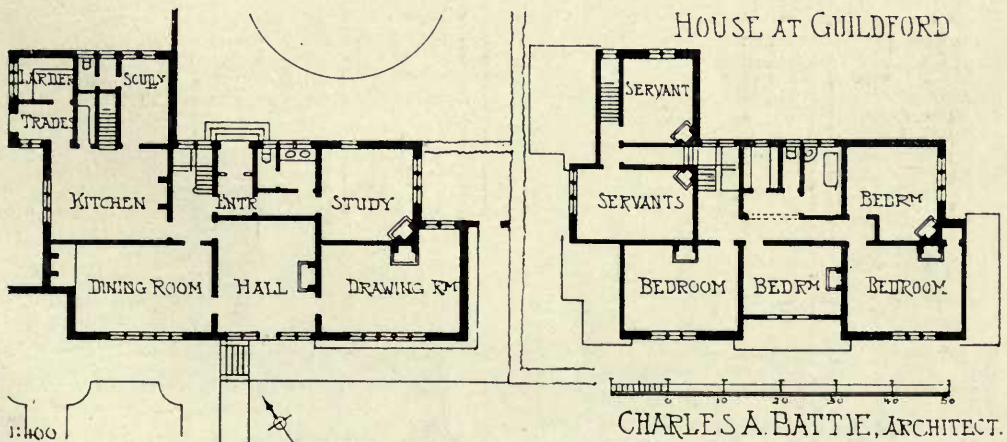 HOUSE AT GUILDFORD
LARDER
SCULLY
TRADES
KITCHEN
ENTR
STUDY
DINING ROOM
HALL
DRAWING RM
SERVANT
SERVANTS
BEDRM
BEDROOM
BEDRM
BEDROOM
0 10 20 30 40 50
1:400
CHARLES A. BATTIE, ARCHITECT.